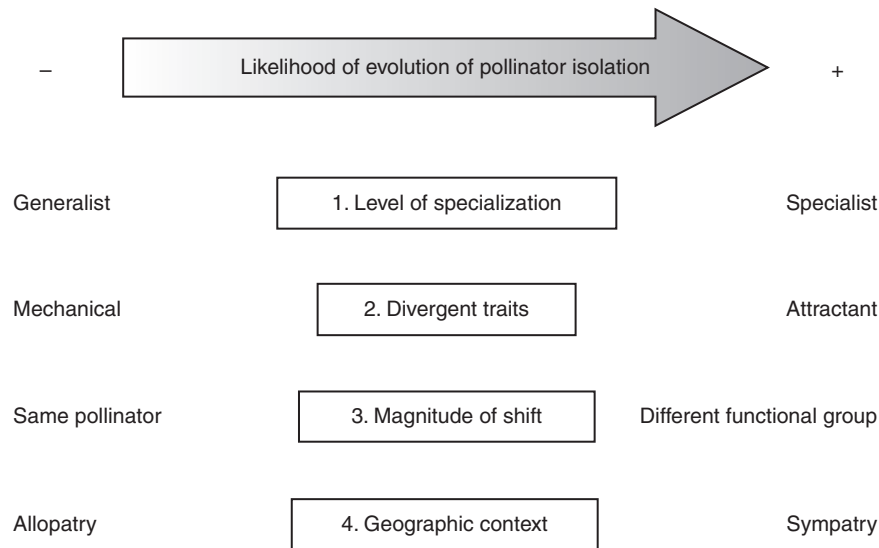 – Likelihood of evolution of pollinator isolation +
Generalist 1. Level of specialization Specialist
Mechanical 2. Divergent traits Attractant
Same pollinator 3. Magnitude of shift Different functional group
Allopatry 4. Geographic context Sympatry